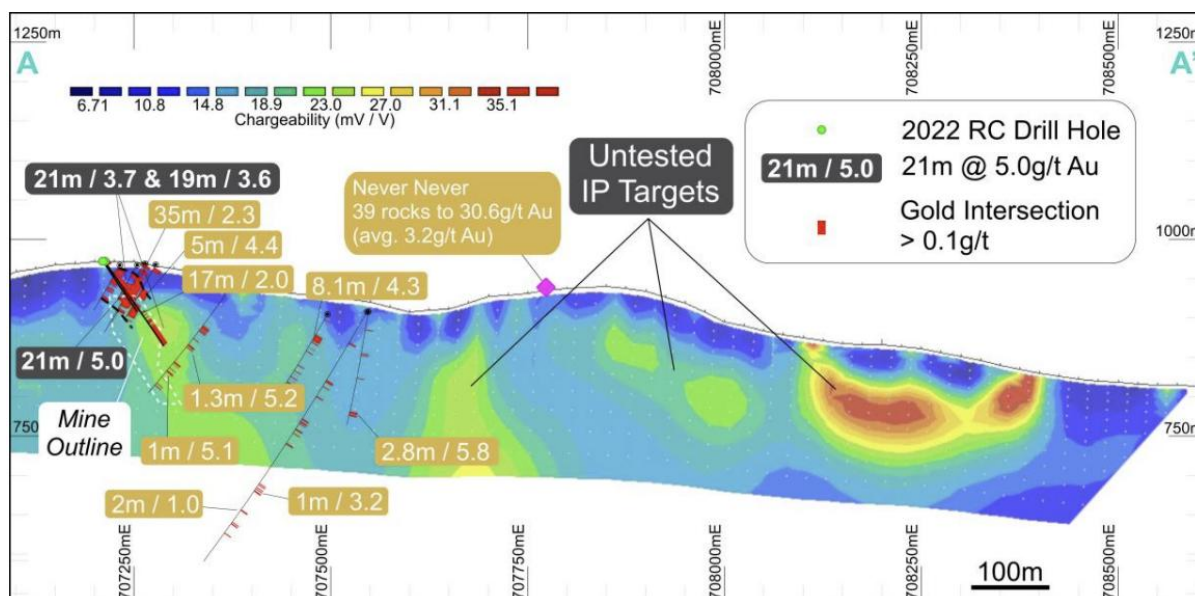 1250m
1250m
A
A'
708000mE
708250mE
708500mE
6.71 10.8 14.8 18.9 23.0 27.0 31.1 35.1
Chargeability (mV / V)
2022 RC Drill Hole
21m / 5.0
21m @ 5.0g/t Au
Gold Intersection
> 0.1g/t
Untested
IP Targets
21m / 3.7 & 19m / 3.6
35m / 2.3
5m / 4.4
17m / 2.0
Never Never
39 rocks to 30.6g/t Au
(avg. 3.2g/t Au)
1000m
8.1m / 4.3
21m / 5.0
Mine
Outline
1.3m / 5.2
1m / 5.1
2.8m / 5.8
750m
750m
2m / 1.0
1m / 3.2
707250mE
707500mE
707750mE
708000mE
708250mE
708500mE
100m